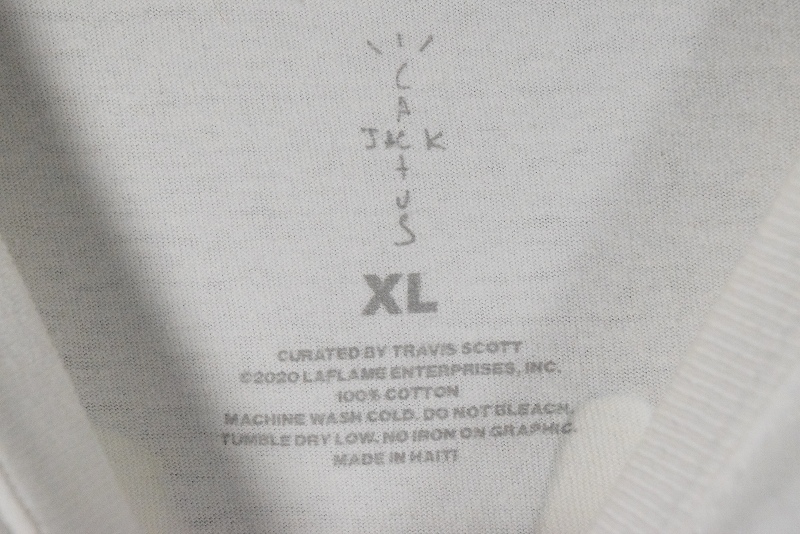 CACTUS
JACK
XL
CURATED BY TRAVIS SCOTT
©2020 LAFLAME ENTERPRISES, INC.
100% COTTON
MACHINE WASH COLD. DO NOT BLEACH.
TUMBLE DRY LOW. NO IRON ON GRAPHIC.
MADE IN HAITI